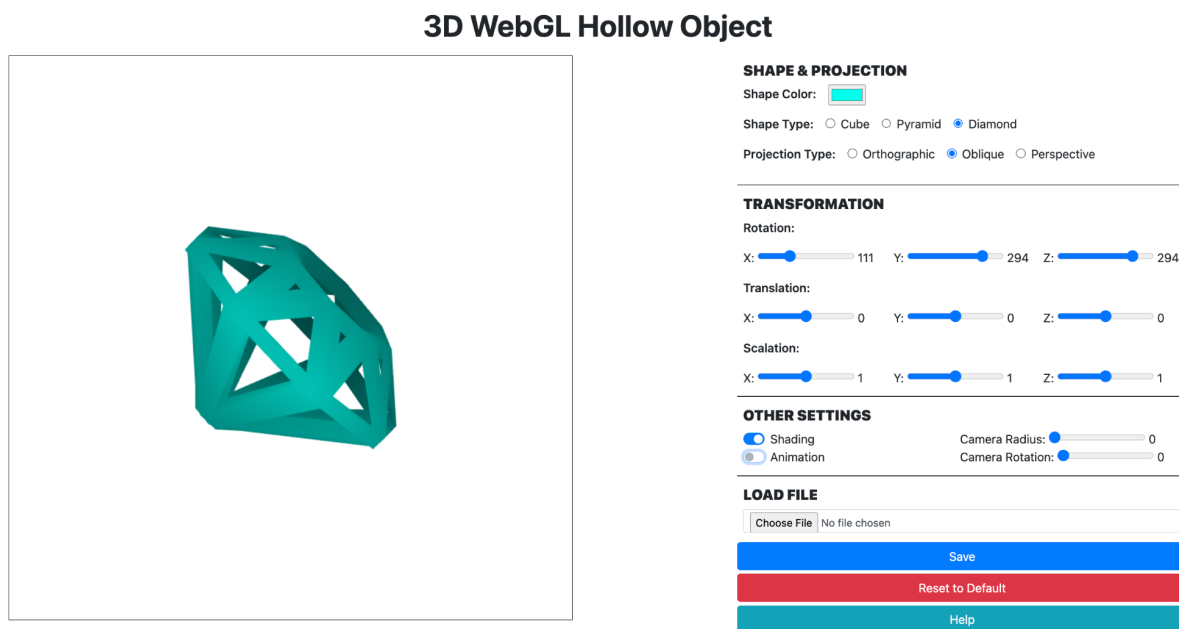 3D WebGL Hollow Object
SHAPE & PROJECTION
Shape Color:
Shape Type: Cube Pyramid Diamond
Projection Type: Orthographic Oblique Perspective
TRANSFORMATION
Rotation:
X: 111 Y: 294 Z: 294
Translation:
X: 0 Y: 0 Z: 0
Scalation:
X: 1 Y: 1 Z: 1
OTHER SETTINGS
Shading Camera Radius: 0
Animation Camera Rotation: 0
LOAD FILE
Choose File No file chosen
Save
Reset to Default
Help